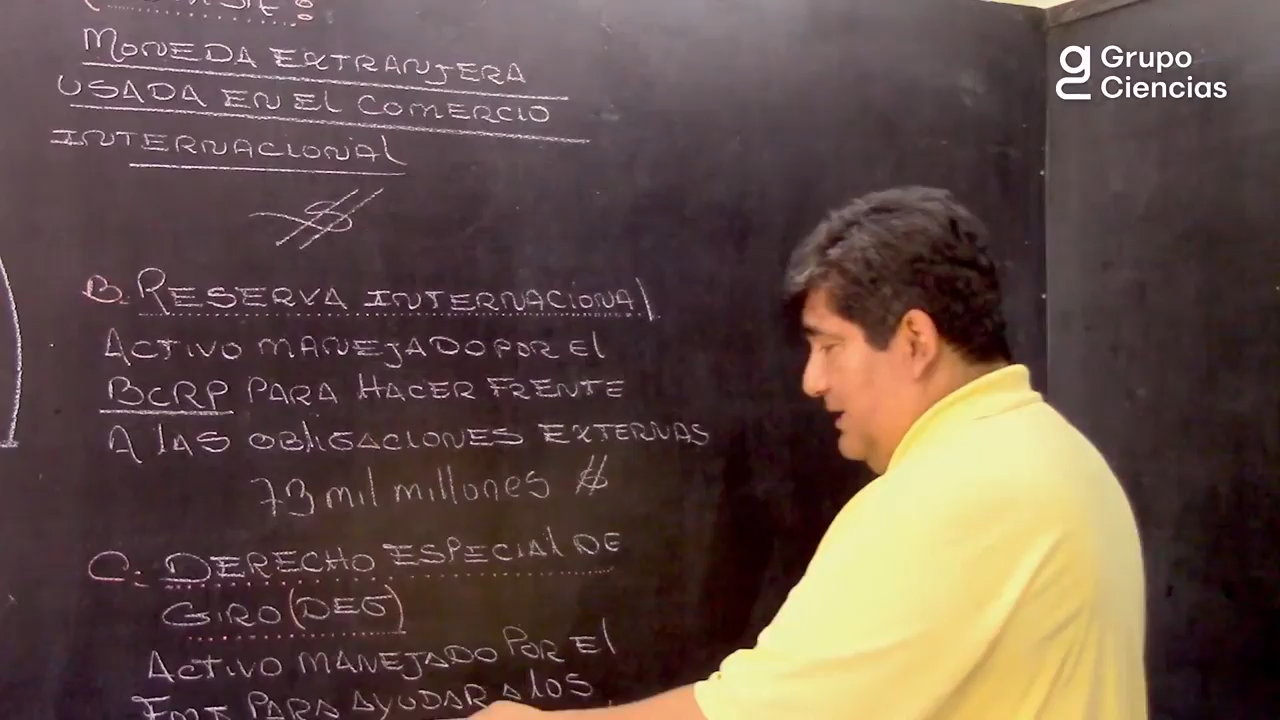 MONEDA EXTRANJERA
USADA EN EL COMERCIO
INTERNACIONAL
$
B. RESERVA INTERNACIONAL
ACTIVO MANEJADO POR EL
BCRP PARA HACER FRENTE
A LAS OBLIGACIONES EXTERNAS
73 mil millones $
C. DERECHO ESPECIAL DE
GIRO (DEG)
ACTIVO MANEJADO POR EL
FMI PARA AYUDAR A LOS
Grupo
Ciencias